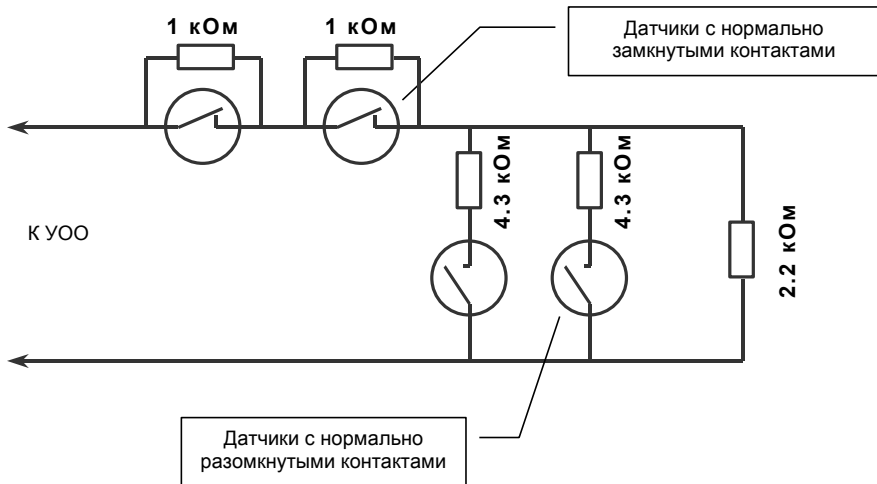 1 кОм
1 кОм
Датчики с нормально
замкнутыми контактами
4.3 кОм
4.3 кОм
2.2 кОм
К УОО
Датчики с нормально
разомкнутыми контактами